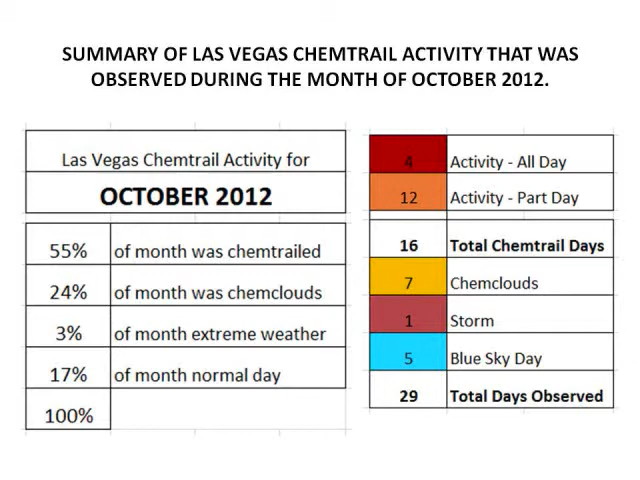 SUMMARY OF LAS VEGAS CHEMTRAIL ACTIVITY THAT WAS
OBSERVED DURING THE MONTH OF OCTOBER 2012.
Las Vegas Chemtrail Activity for
OCTOBER 2012
55% of month was chemtrailed
24% of month was chemclouds
3% of month extreme weather
17% of month normal day
100%
4 Activity - All Day
12 Activity - Part Day
16 Total Chemtrail Days
7 Chemclouds
1 Storm
5 Blue Sky Day
29 Total Days Observed